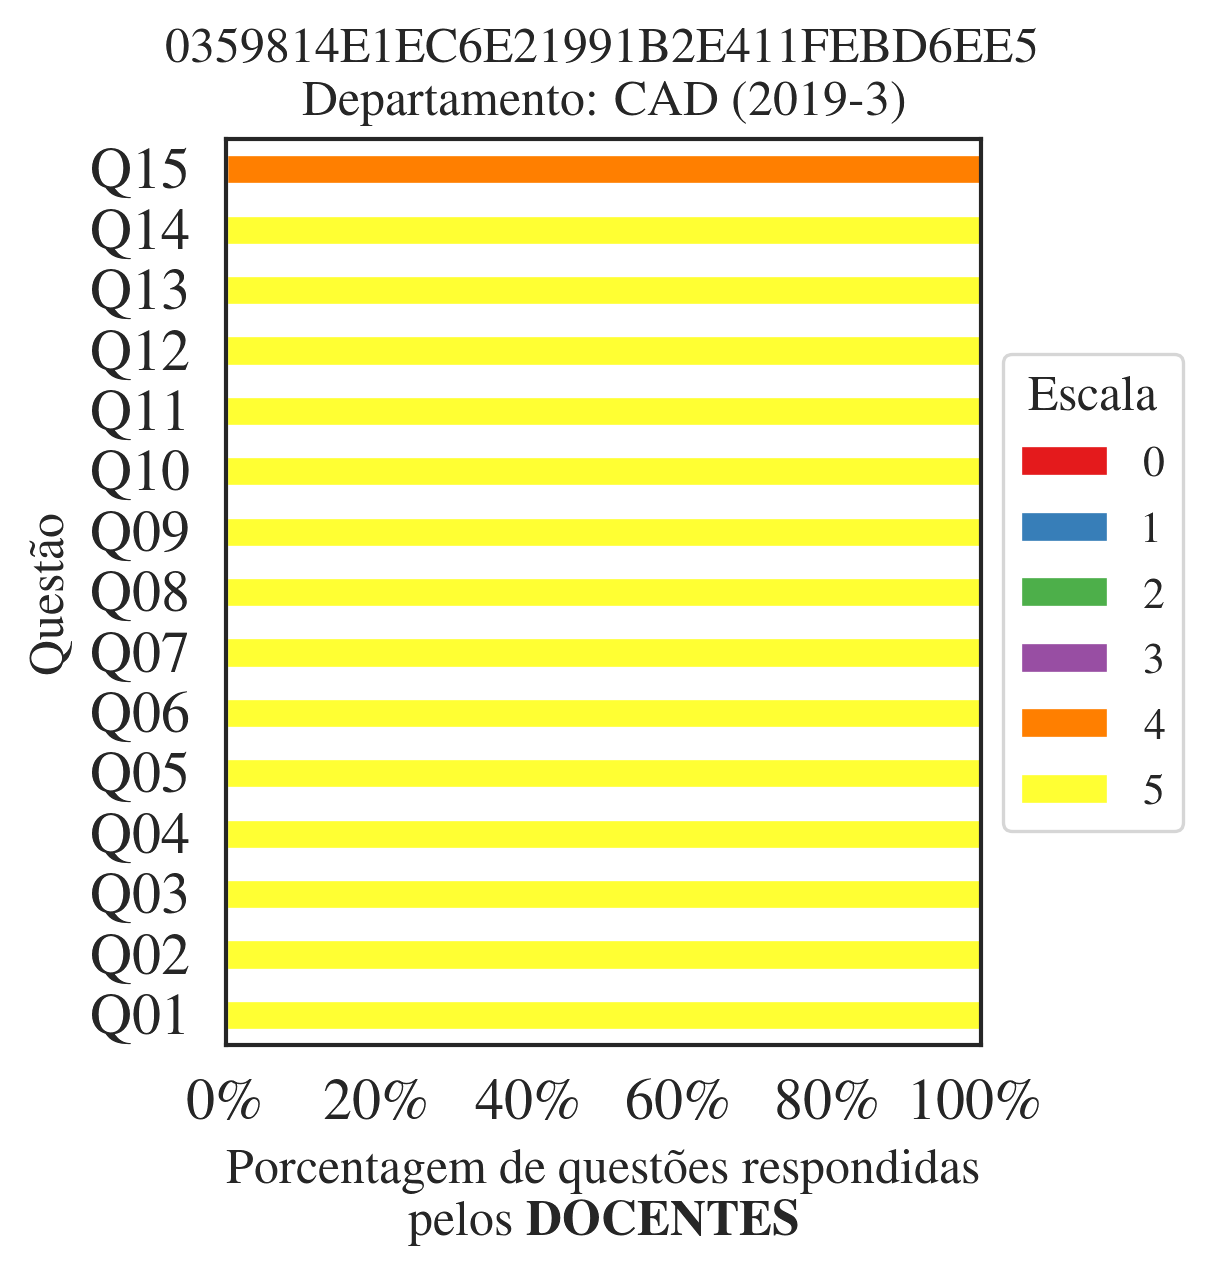 0359814E1EC6E21991B2E411FEBD6EE5
Departamento: CAD (2019-3)
Questão
Q15
Q14
Q13
Q12
Q11
Q10
Q09
Q08
Q07
Q06
Q05
Q04
Q03
Q02
Q01
0% 20% 40% 60% 80% 100%
Porcentagem de questões respondidas
pelos DOCENTES
Escala
0
1
2
3
4
5